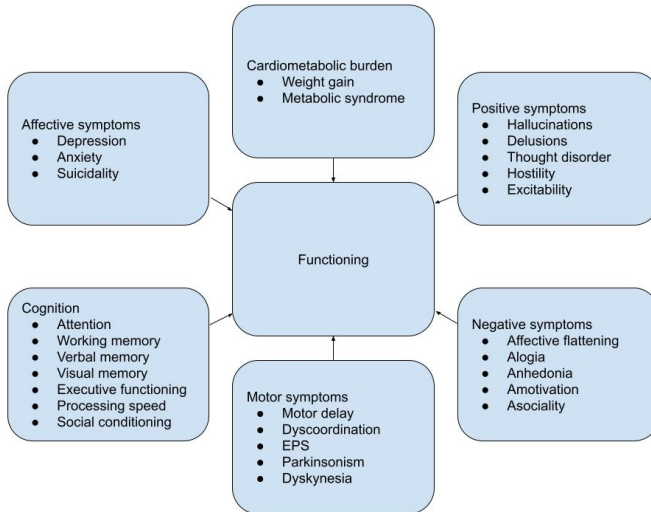 Cardiometabolic burden
● Weight gain
● Metabolic syndrome
Affective symptoms
● Depression
● Anxiety
● Suicidality
Positive symptoms
● Hallucinations
● Delusions
● Thought disorder
● Hostility
● Excitability
Functioning
Cognition
● Attention
● Working memory
● Verbal memory
● Visual memory
● Executive functioning
● Processing speed
● Social conditioning
Motor symptoms
● Motor delay
● Dyscoordination
● EPS
● Parkinsonism
● Dyskynesia
Negative symptoms
● Affective flattening
● Alogia
● Anhedonia
● Amotivation
● Asociality